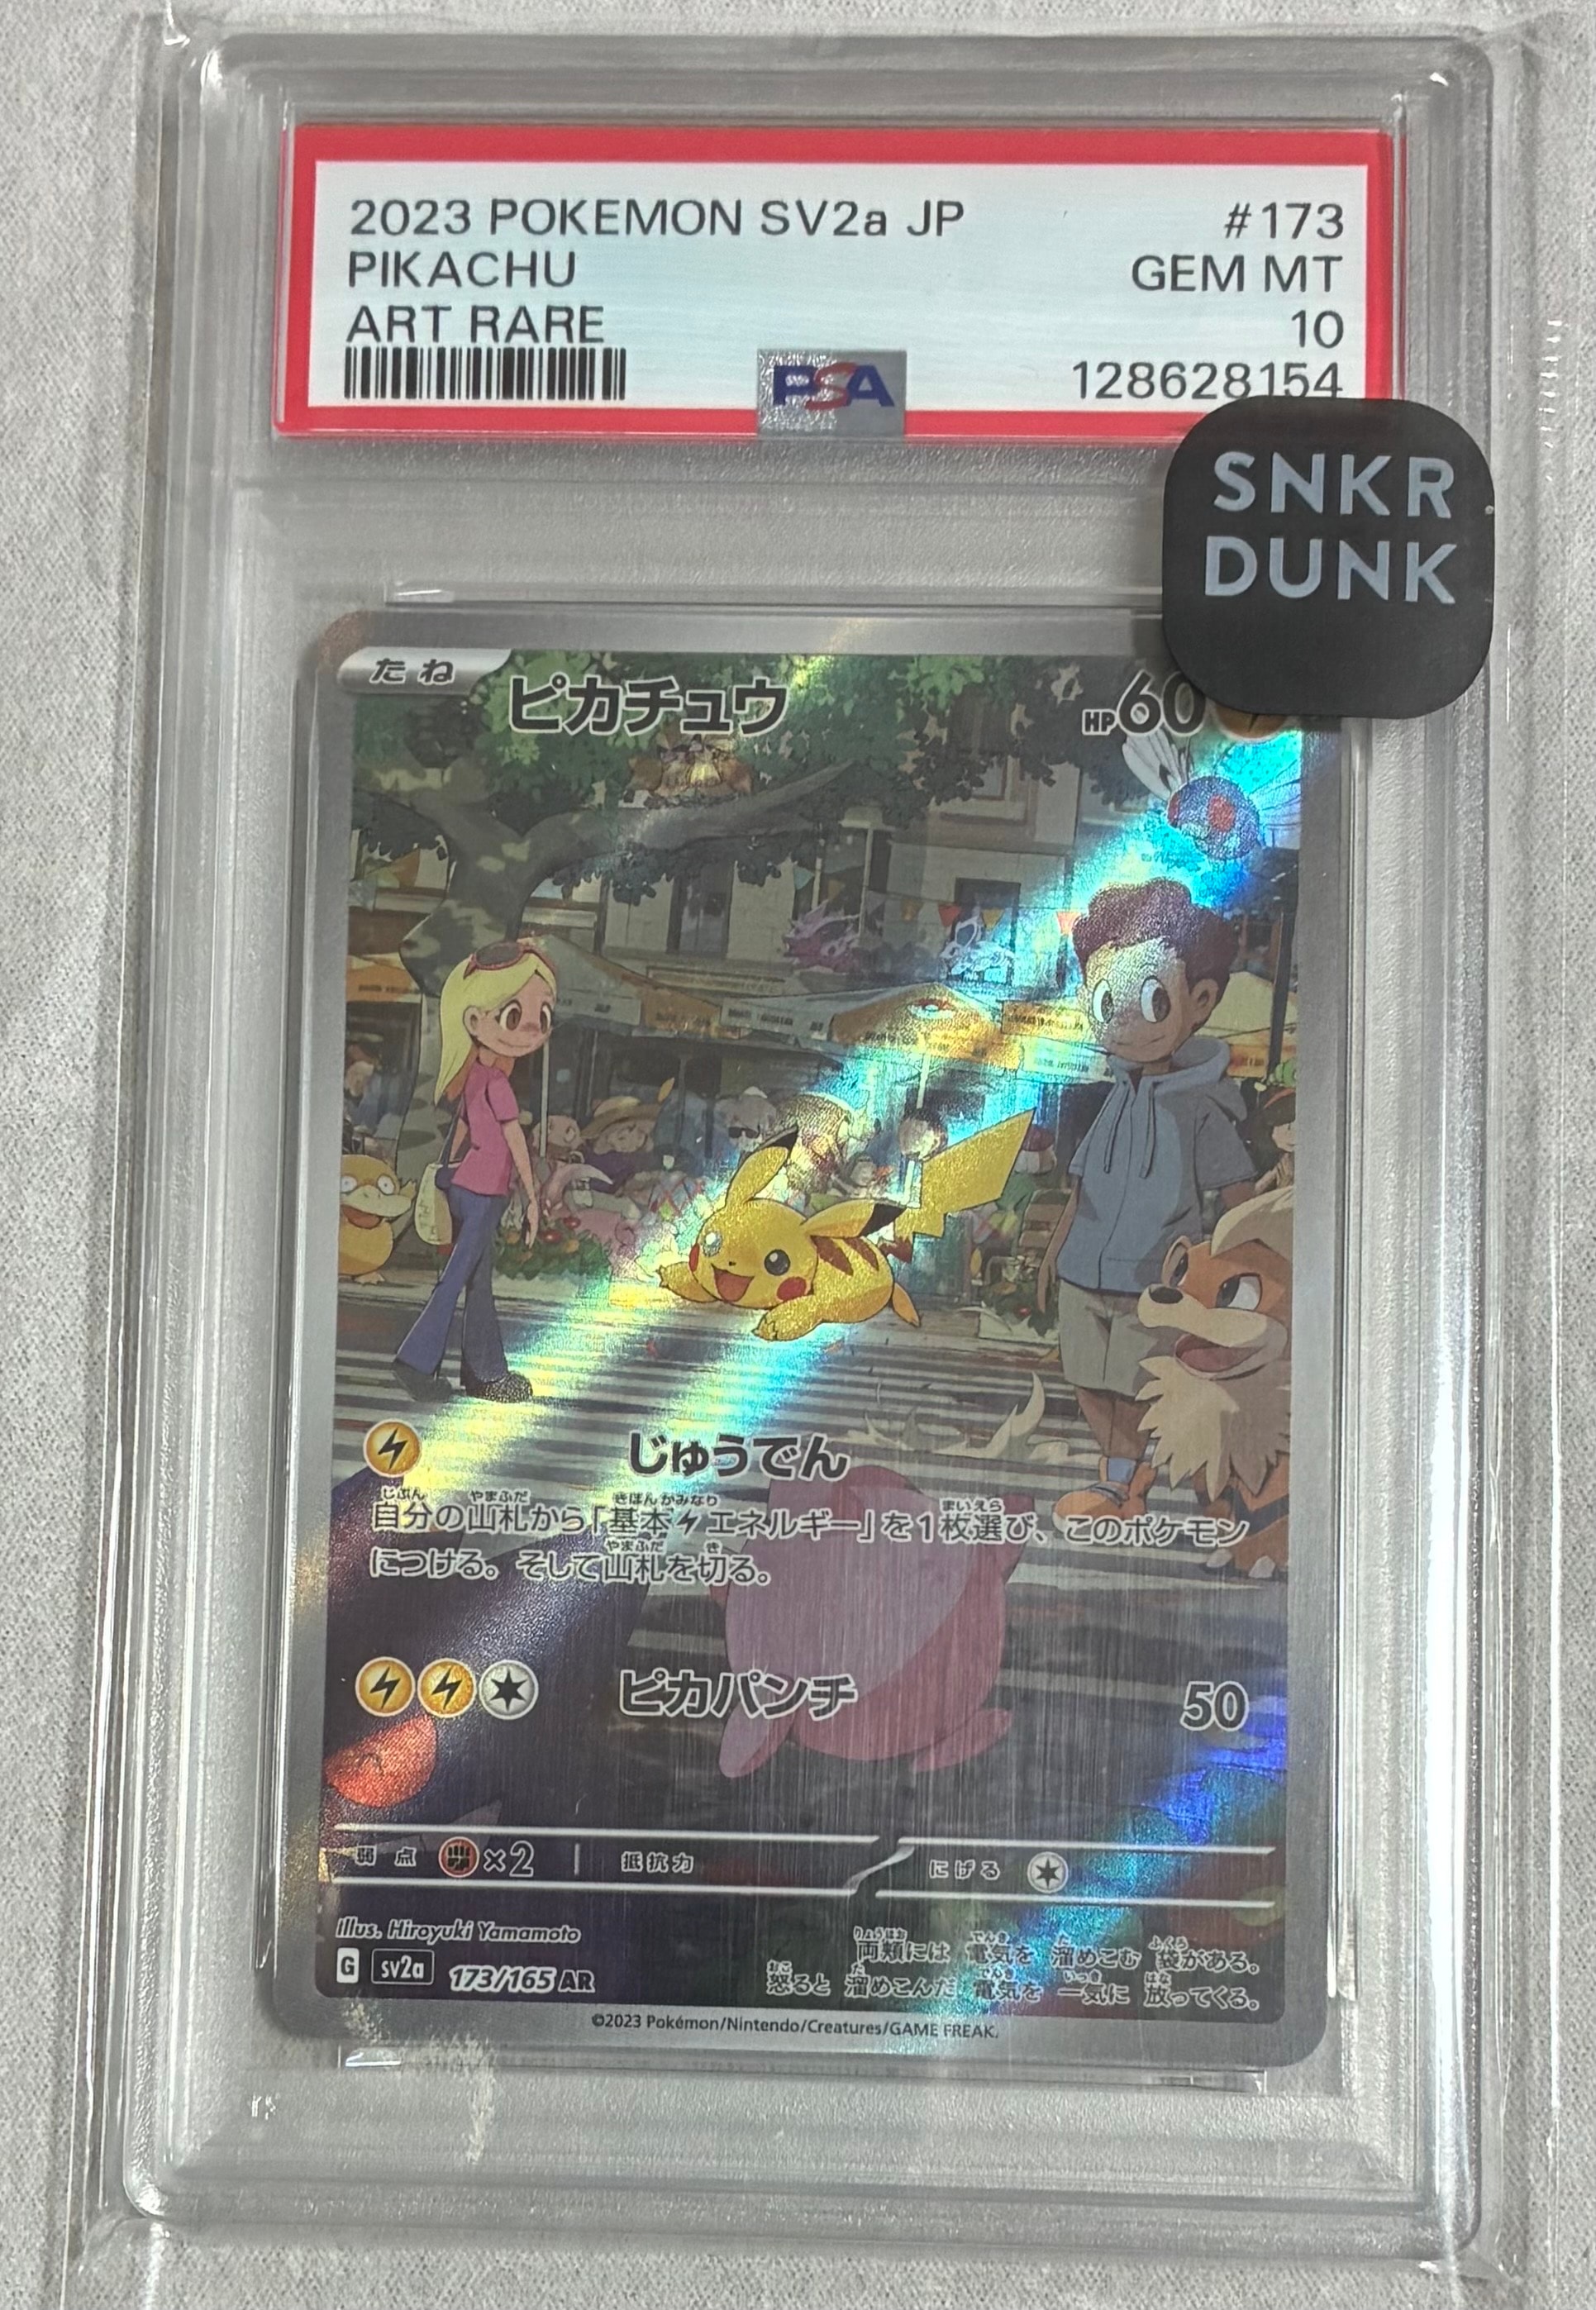 2023 POKEMON SV2a JP #173
PIKACHU GEM MT
ART RARE 10
PSA 128628154
SNKR
DUNK
たね ピカチュウ HP60
じゅうでん
自分の山札から「基本エネルギー」を1枚選び、このポケモン
につける。そして山札を切る。
ピカパンチ 50
弱点 ×2 抵抗力 にげる
Illus. Hiroyuki Yamamoto
両頬には 電気を 溜めこむ 袋がある。
G sv2a 173/165 AR
怒ると 溜めこんだ 電気を 一気に 放ってくる。
©2023 Pokémon/Nintendo/Creatures/GAME FREAK.